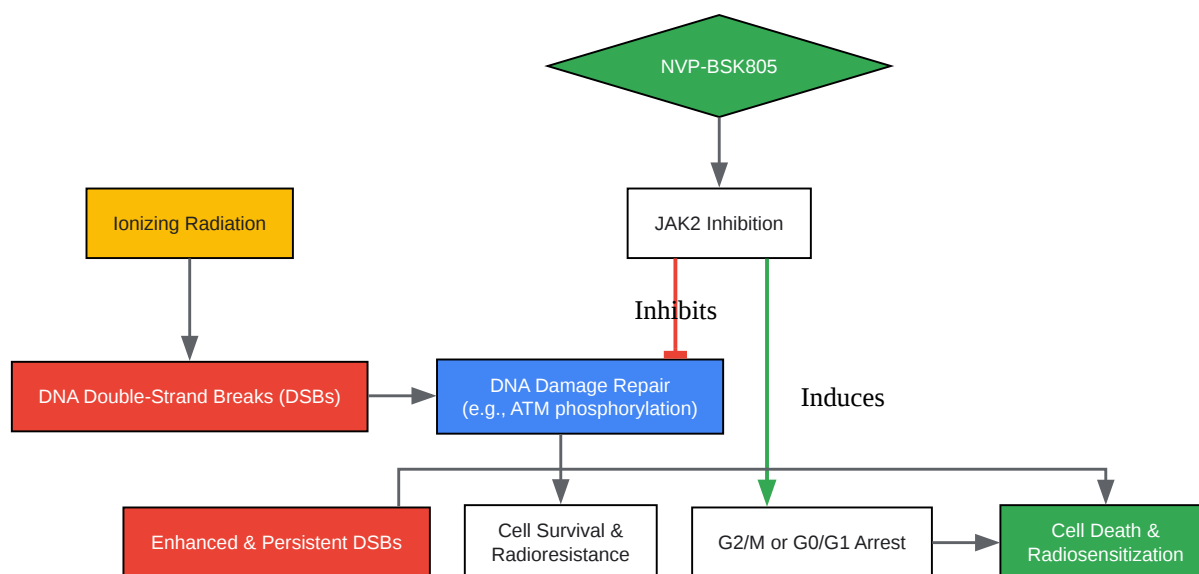 NVP-BSK805
Ionizing Radiation
JAK2 Inhibition
Inhibits
DNA Double-Strand Breaks (DSBs)
DNA Damage Repair
(e.g., ATM phosphorylation)
Induces
Enhanced & Persistent DSBs
Cell Survival &
Radioresistance
G2/M or G0/G1 Arrest
Cell Death &
Radiosensitization